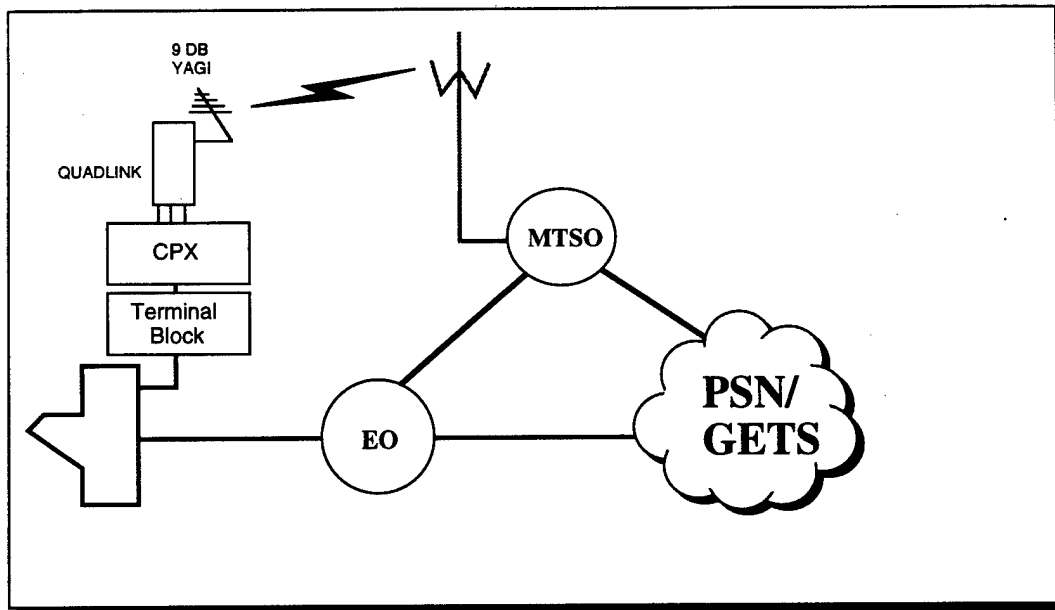 9 DB
YAGI
QUADLINK
CPX
Terminal
Block
MTSO
EO
PSN/
GETS